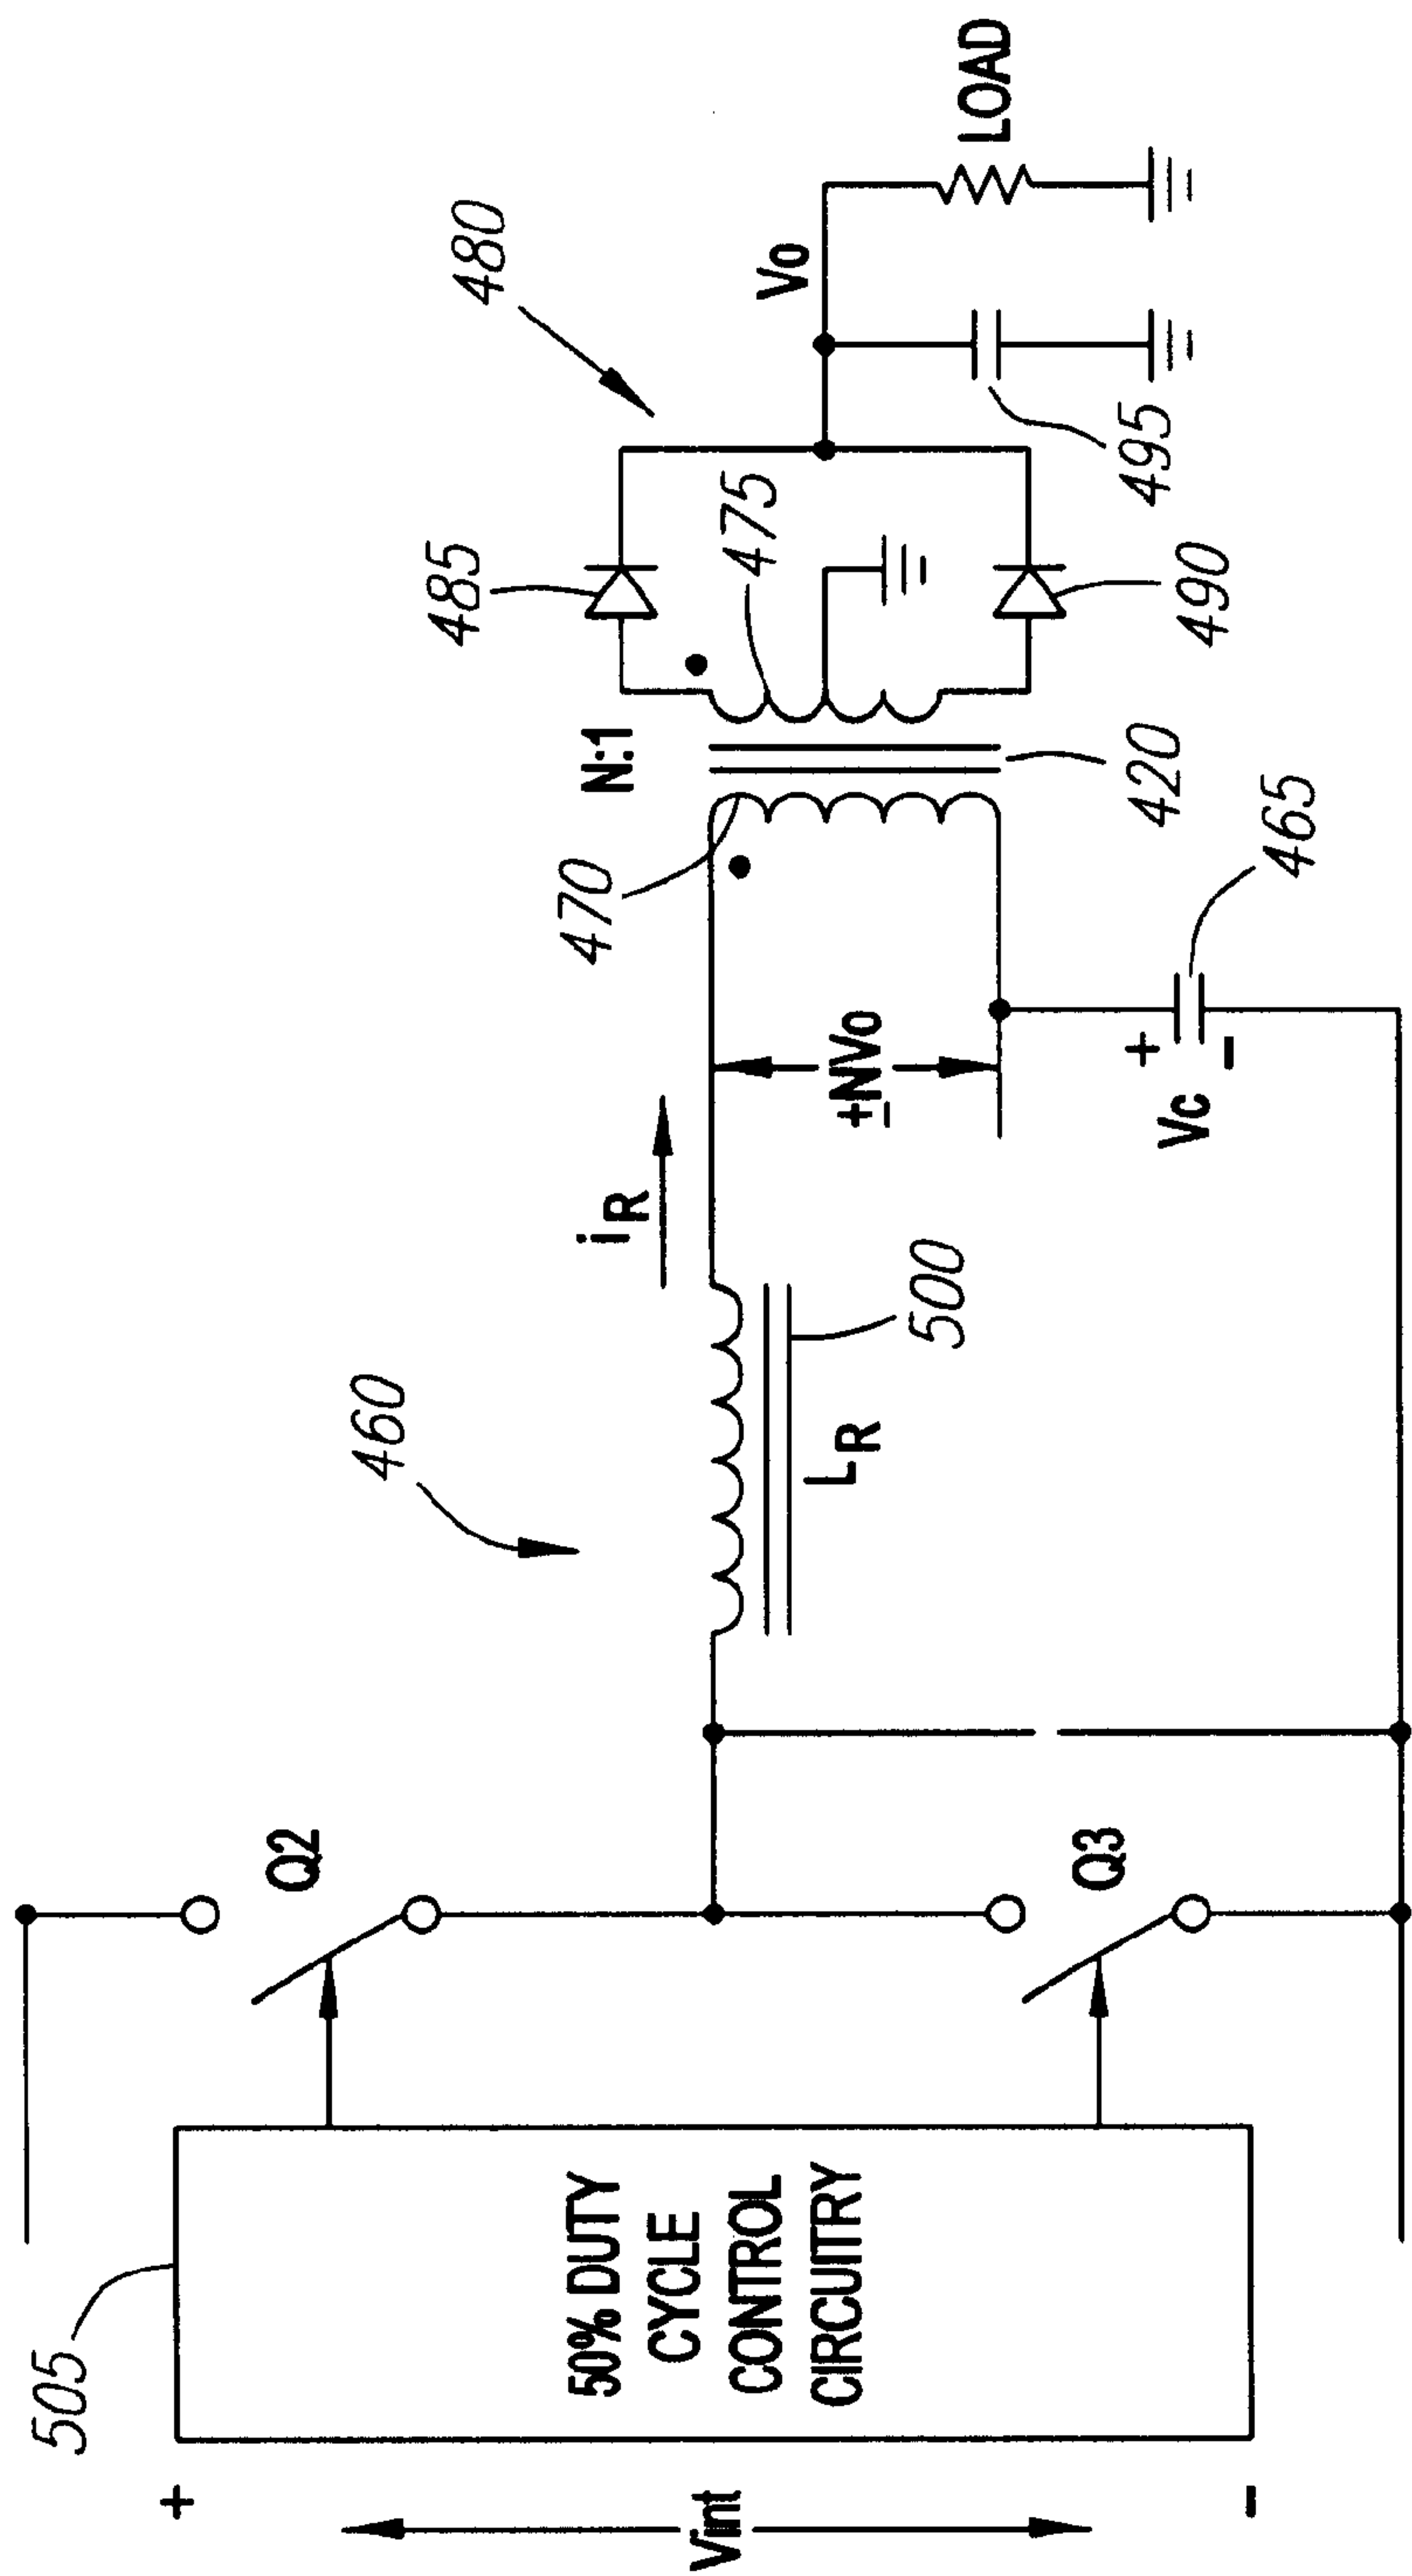 505
Vint
+
-
50% DUTY
CYCLE
CONTROL
CIRCUITRY
Q2
Q3
460
LR
500
iR
±NVo
Vc
+
-
465
470
N:1
420
475
485
490
480
495
Vo
LOAD